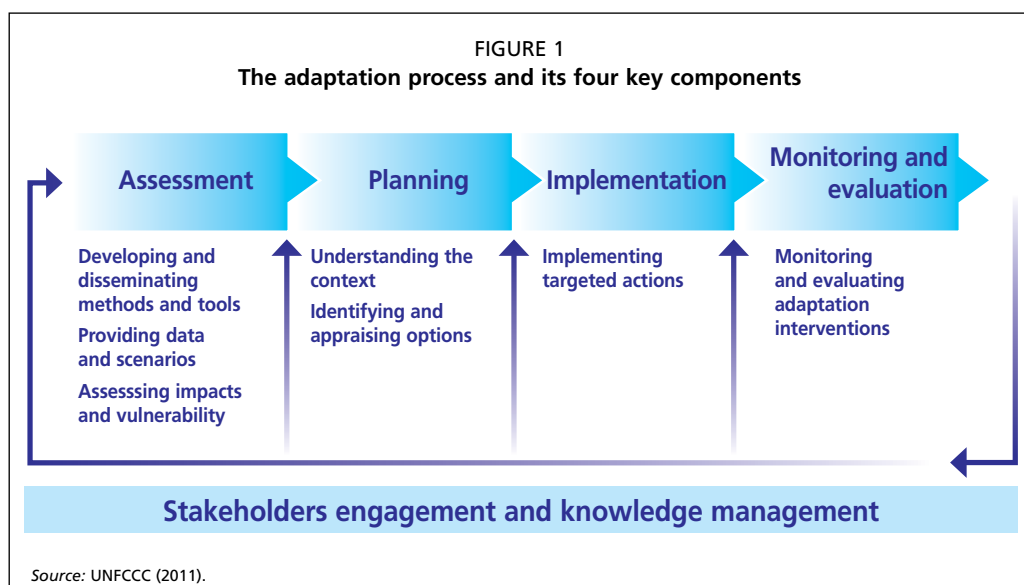 FIGURE 1
The adaptation process and its four key components
Assessment
Planning
Implementation
Monitoring and
evaluation
Developing and
disseminating
methods and tools
Providing data
and scenarios
Assesssing impacts
and vulnerability
Understanding the
context
Identifying and
appraising options
Implementing
targeted actions
Monitoring
and evaluating
adaptation
interventions
Stakeholders engagement and knowledge management
Source: UNFCCC (2011).